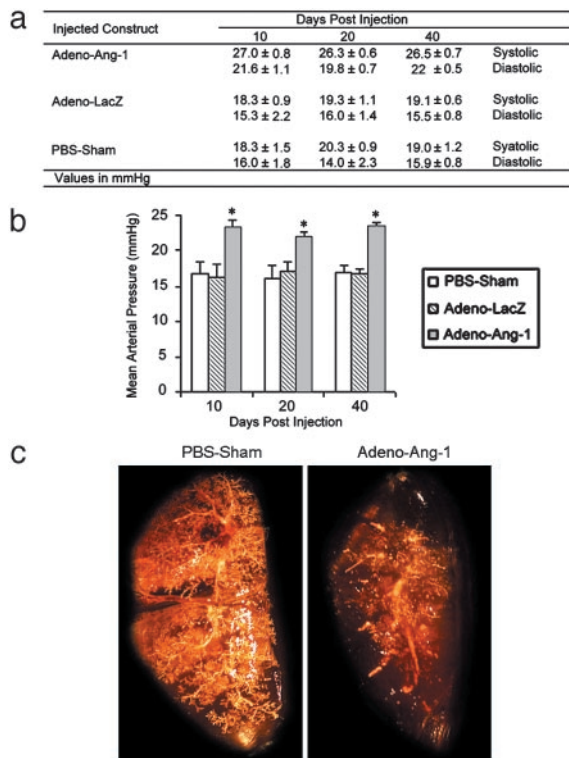 a
Injected Construct
Days Post Injection
10 20 40
Adeno-Ang-1 27.0 ± 0.8 26.3 ± 0.6 26.5 ± 0.7 Systolic
21.6 ± 1.1 19.8 ± 0.7 22 ± 0.5 Diastolic
Adeno-LacZ 18.3 ± 0.9 19.3 ± 1.1 19.1 ± 0.6 Systolic
15.3 ± 2.2 16.0 ± 1.4 15.5 ± 0.8 Diastolic
PBS-Sham 18.3 ± 1.5 20.3 ± 0.9 19.0 ± 1.2 Syatolic
16.0 ± 1.8 14.0 ± 2.3 15.9 ± 0.8 Diastolic
Values in mmHg
b
Mean Arterial Pressure (mmHg)
25
20
15
10
5
0
* * *
10 20 40
Days Post Injection
PBS-Sham
Adeno-LacZ
Adeno-Ang-1
c
PBS-Sham Adeno-Ang-1